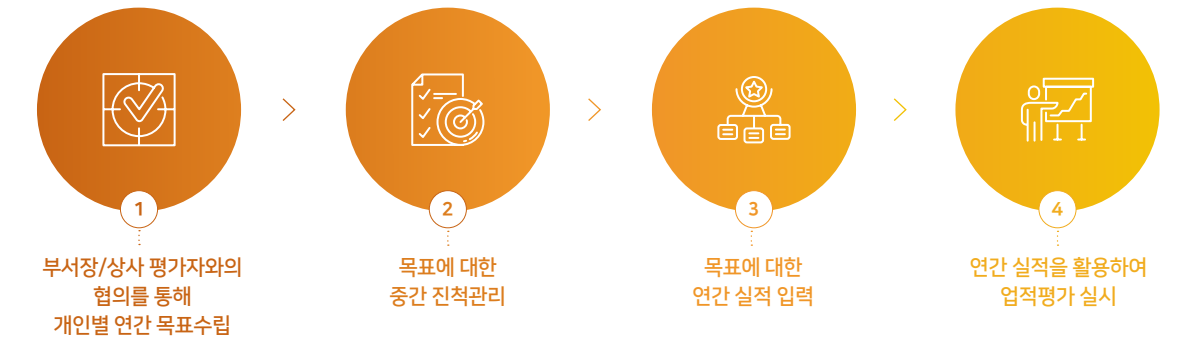 1
부서장/상사 평가자와의
협의를 통해
개인별 연간 목표수립
2
목표에 대한
중간 진척관리
3
목표에 대한
연간 실적 입력
4
연간 실적을 활용하여
업적평가 실시